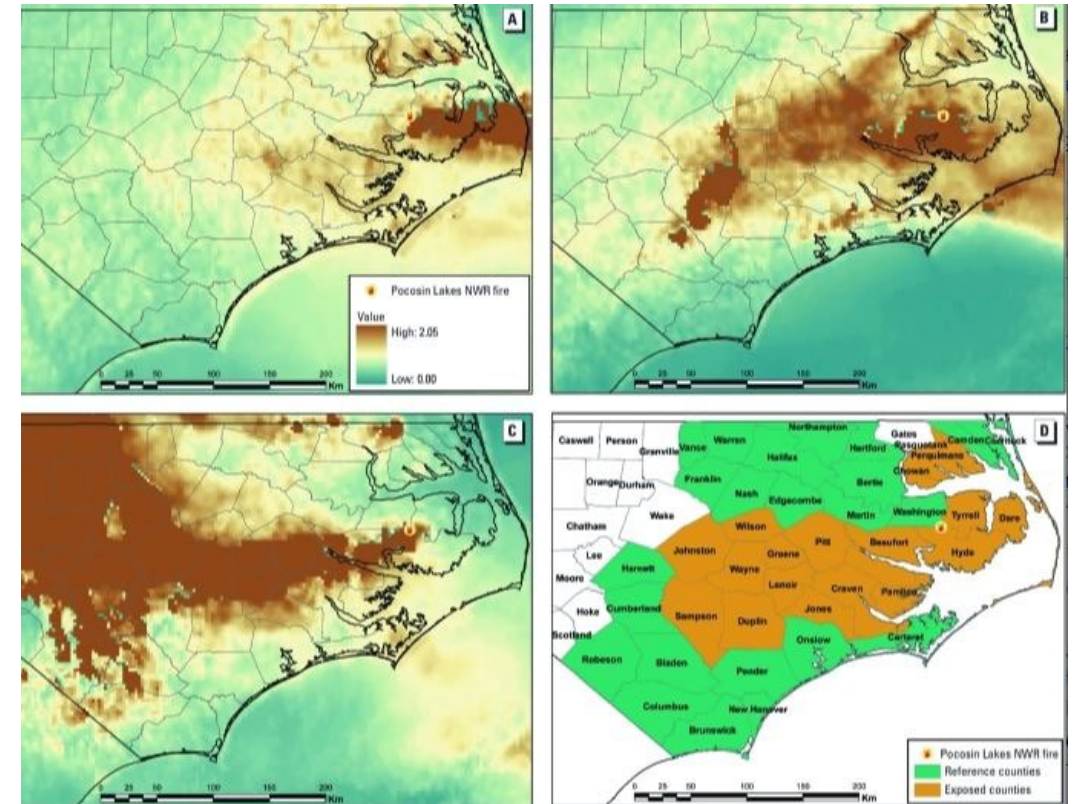 A
Pocosin Lakes NWR fire
Value
High: 2.05
Low: 0.00
0 25 50 100 150 200
Km
B
0 25 50 100 150 200
Km
C
0 25 50 100 150 200
Km
D
Northampton
Gates
Caswell Person Warren Pasquotank Camden Currituck
Granville Vance Halifax Hertford Perquimans
Chowan
Orange Durham Franklin Bertie
Nash Edgecombe
Wake Martin Washington Tyrrell Dare
Chatham Wilson
Pitt Beaufort
Lee Johnston Greene Hyde
Harnett Wayne
Moore Lenoir Craven Pamlico
Hoke Cumberland Sampson Jones
Duplin
Scotland Onslow Carteret
Robeson Bladen Pender
Columbus New Hanover
Brunswick
Pocosin Lakes NWR fire
Reference counties
Exposed counties
0 25 50 100 150 200
Km